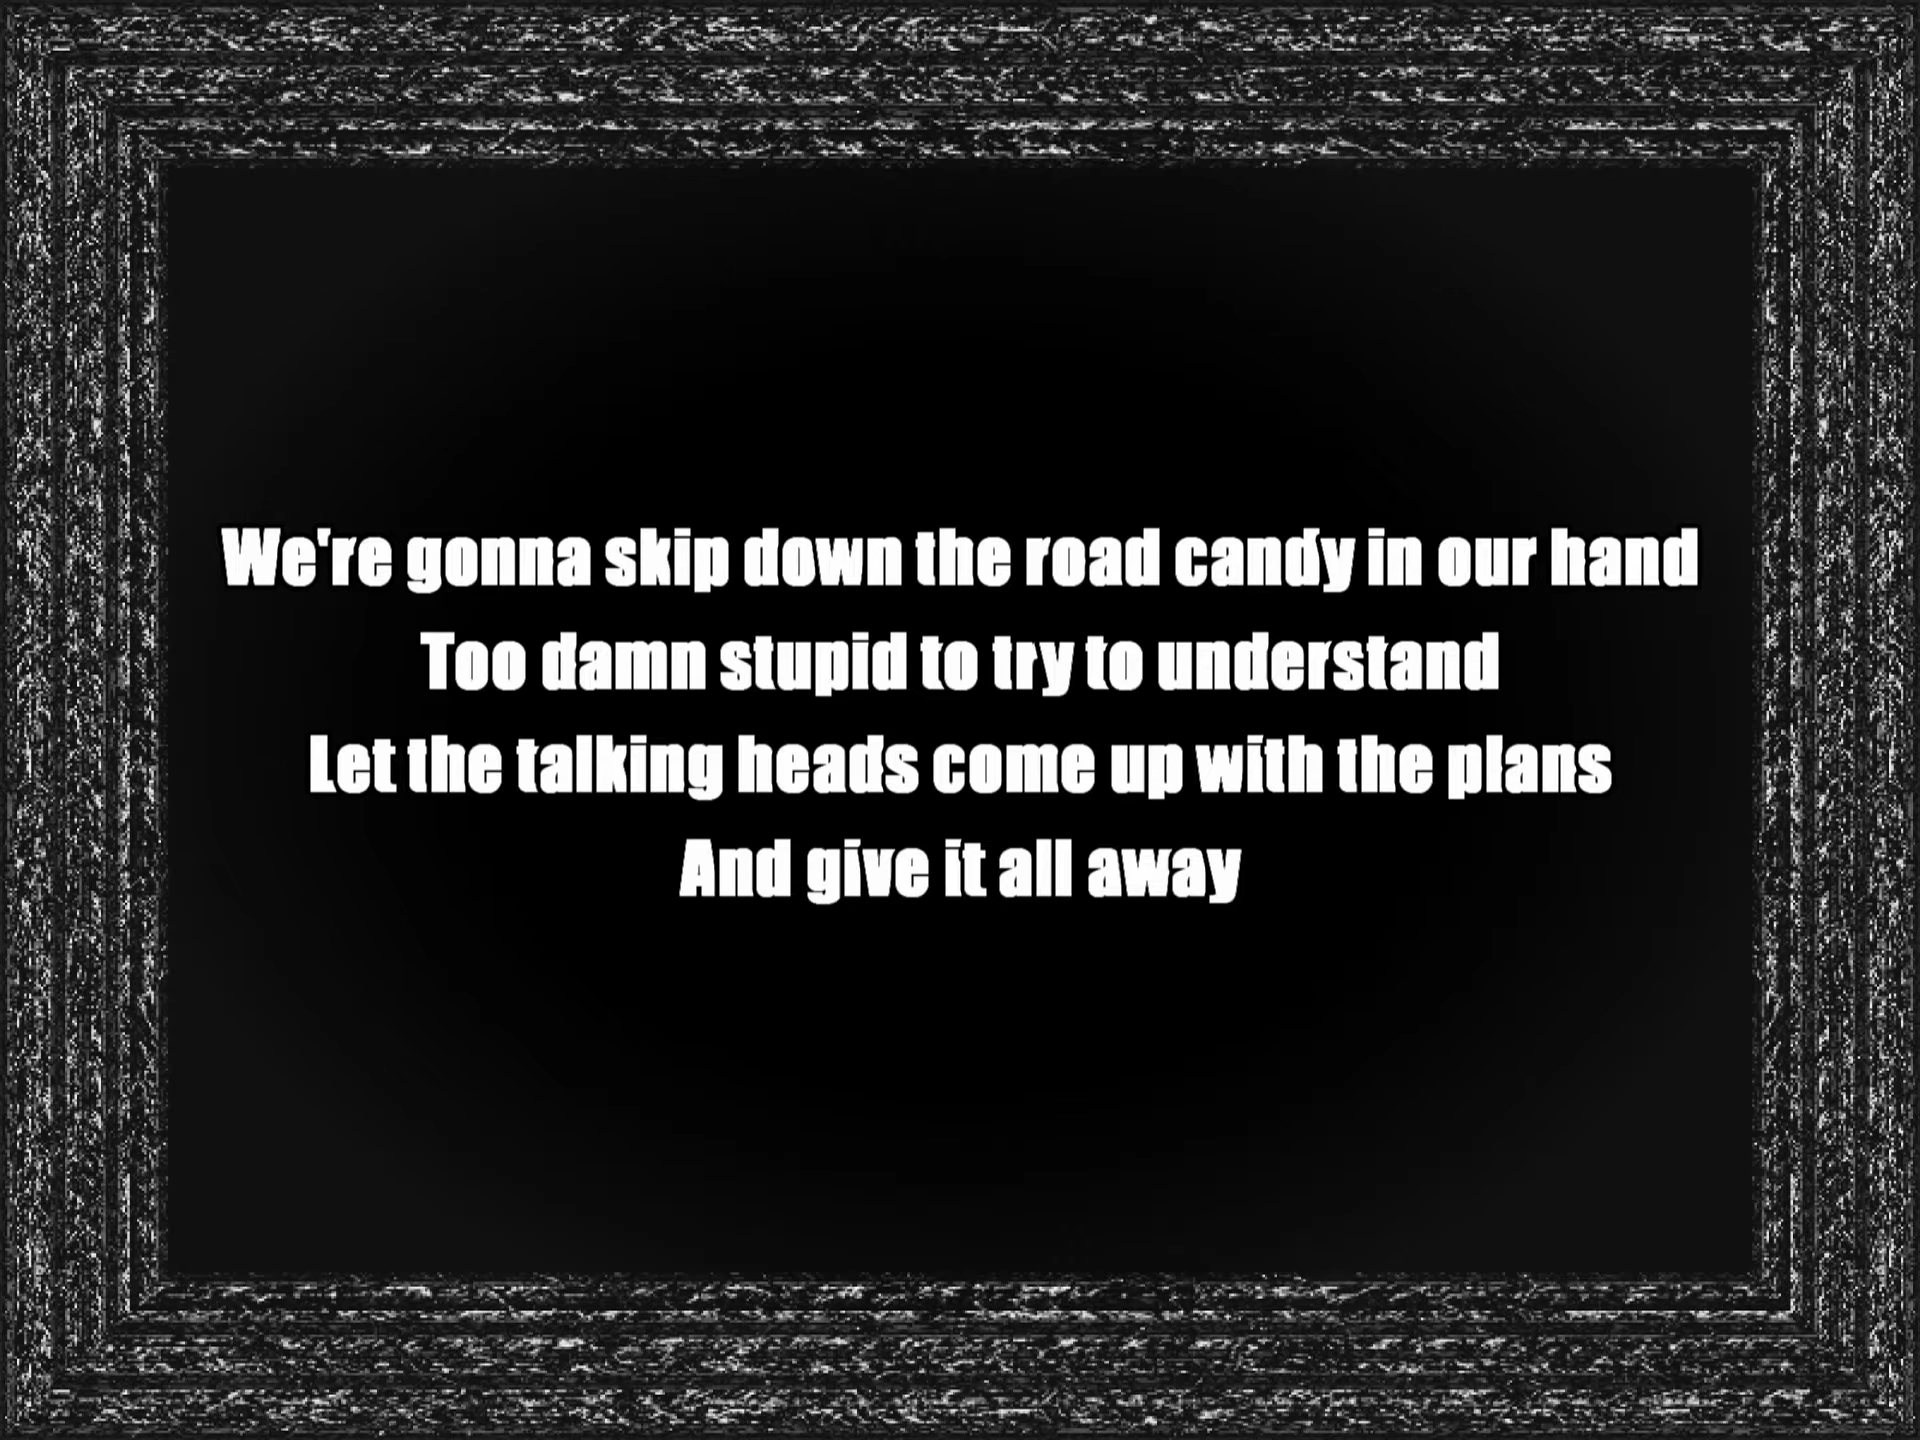 We're gonna skip down the road candy in our hand
Too damn stupid to try to understand
Let the talking heads come up with the plans
And give it all away